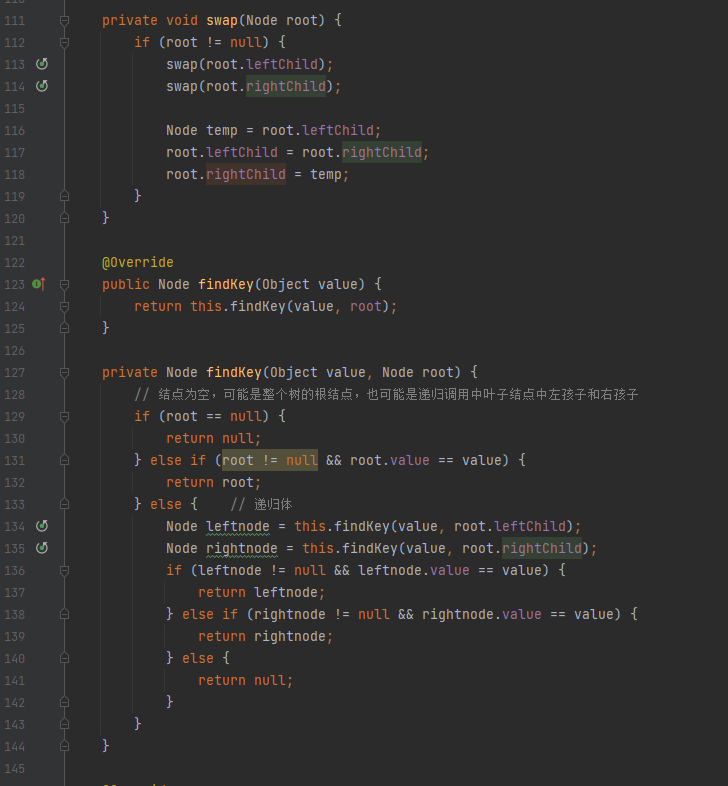 111 private void swap(Node root) {
112 if (root != null) {
113 swap(root.leftChild);
114 swap(root.rightChild);
115
116 Node temp = root.leftChild;
117 root.leftChild = root.rightChild;
118 root.rightChild = temp;
119 }
120 }
121
122 @Override
123 public Node findKey(Object value) {
124 return this.findKey(value, root);
125 }
126
127 private Node findKey(Object value, Node root) {
128 // 结点为空，可能是整个树的根结点，也可能是递归调用中叶子结点中左孩子和右孩子
129 if (root == null) {
130 return null;
131 } else if (root != null && root.value == value) {
132 return root;
133 } else { // 递归体
134 Node leftnode = this.findKey(value, root.leftChild);
135 Node rightnode = this.findKey(value, root.rightChild);
136 if (leftnode != null && leftnode.value == value) {
137 return leftnode;
138 } else if (rightnode != null && rightnode.value == value) {
139 return rightnode;
140 } else {
141 return null;
142 }
143 }
144 }
145